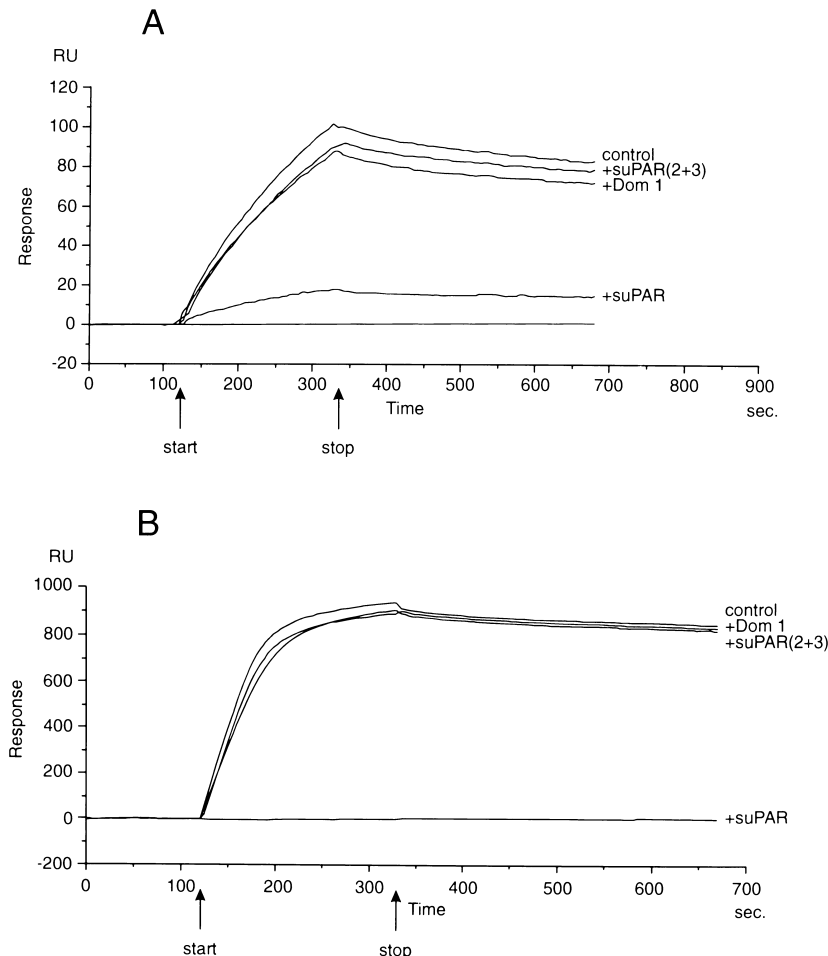 A
RU
120
100
80
60
40
20
0
-20
Response
control
+suPAR(2+3)
+Dom 1
+suPAR
0 100 200 300 400 500 600 700 800 900
Time
sec.
start stop
B
RU
1000
800
600
400
200
0
-200
Response
control
+Dom 1
+suPAR(2+3)
+suPAR
0 100 200 300 400 500 600 700
Time
sec.
start stop